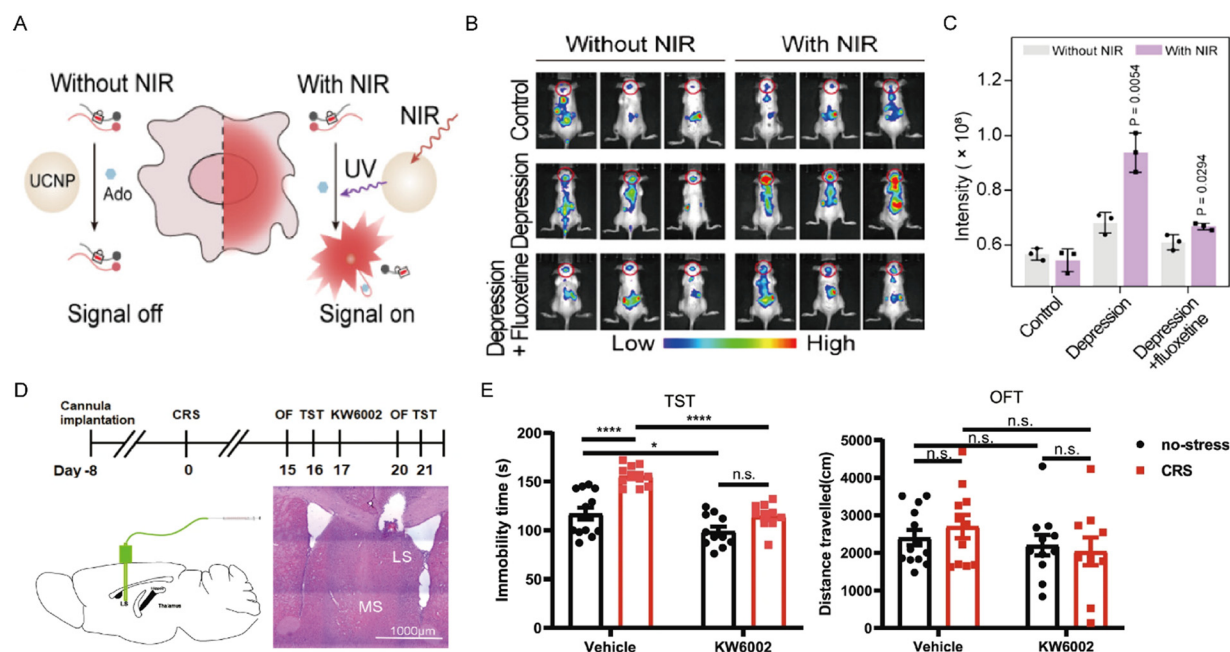 A
Without NIR
With NIR
NIR
UV
UCNP
Ado
Signal off
Signal on
B
Without NIR
With NIR
Control
Depression
Depression
+ Fluoxetine
Low
High
C
Without NIR
With NIR
Intensity ( × 10⁸)
1.2
1.0
0.8
0.6
P = 0.0054
P = 0.0294
Control
Depression
Depression
+fluoxetine
D
Cannula
implantation
CRS
OF TST KW6002 OF TST
Day -8
0
15 16 17 20 21
LS
Thalamus
LS
MS
1000μm
E
TST
Immobility time (s)
200
150
100
50
0
****
****
*
n.s.
Vehicle
KW6002
OFT
Distance travelled(cm)
5000
4000
3000
2000
1000
0
n.s.
n.s.
n.s.
n.s.
Vehicle
KW6002
no-stress
CRS